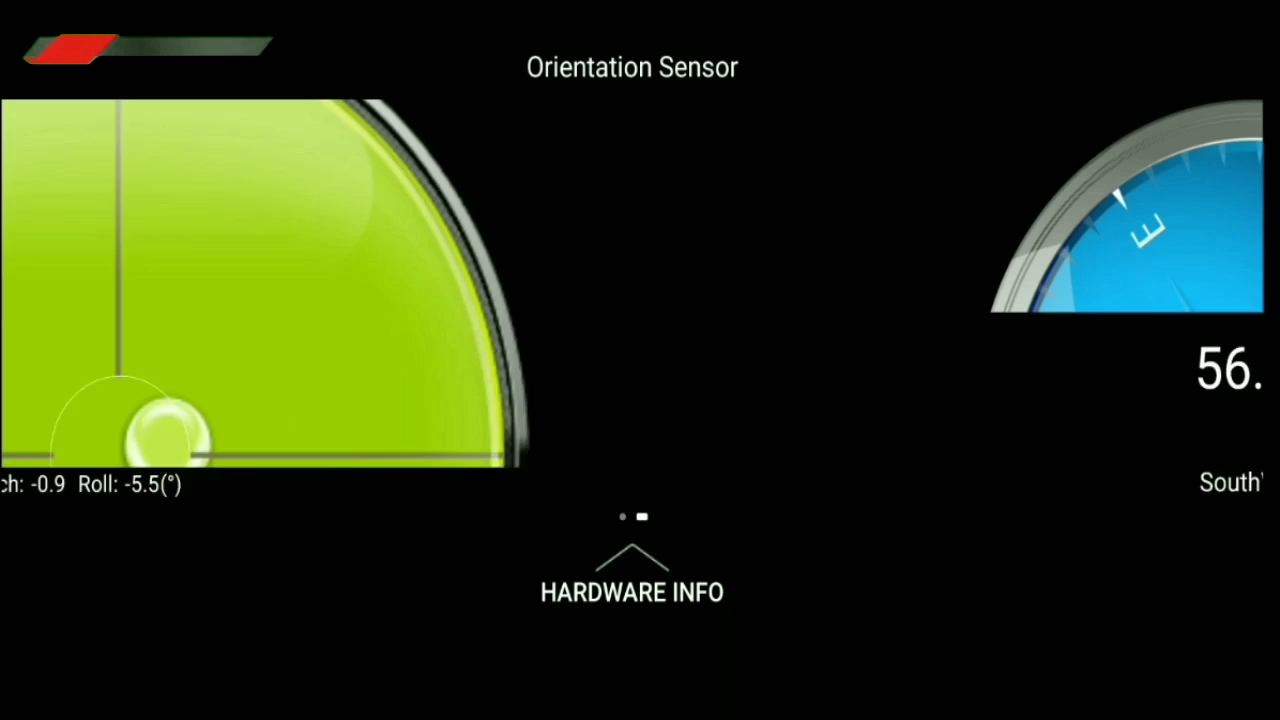 Orientation Sensor
E
56.
ch: -0.9 Roll: -5.5(°)
South
HARDWARE INFO